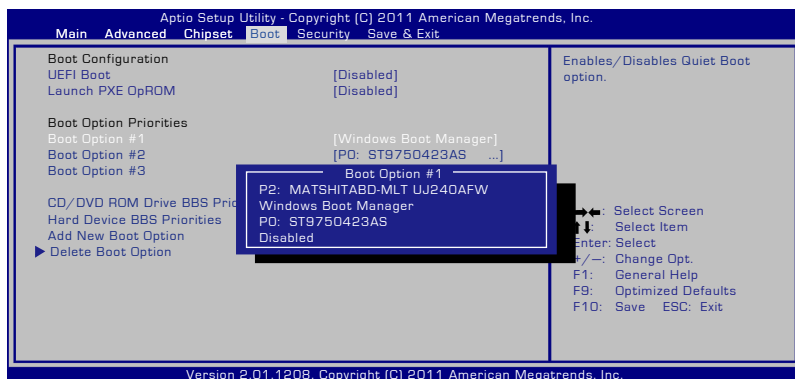 Aptio Setup Utility - Copyright (C) 2011 American Megatrends, Inc.
Main Advanced Chipset Boot Security Save & Exit
Boot Configuration
UEFI Boot [Disabled]
Launch PXE OpROM [Disabled]
Boot Option Priorities
Boot Option #1 [Windows Boot Manager]
Boot Option #2 [P0: ST9750423AS ...]
Boot Option #3
CD/DVD ROM Drive BBS
Hard Device BBS Priorities
Add New Boot Option
Delete Boot Option
Boot Option #1
P2: MATSHITABD-MLT UJ240AFW
Windows Boot Manager
P0: ST9750423AS
Disabled
Enables/Disables Quiet Boot
option.
→←: Select Screen
↑↓: Select Item
Enter: Select
+/—: Change Opt.
F1: General Help
F9: Optimized Defaults
F10: Save ESC: Exit
Version 2.01.1208. Copyright (C) 2011 American Megatrends, Inc.